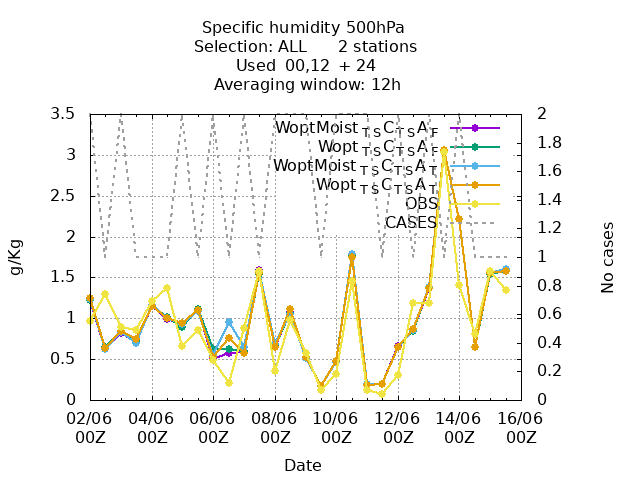 Specific humidity 500hPa
Selection: ALL      2 stations
Used  00,12  + 24
Averaging window: 12h
3.5
3
2.5
2
1.5
1
0.5
0
g/Kg
WoptMoist T S C T S A F
Wopt T S C T S A F
WoptMoist T S C T S A T
Wopt T S C T S A T
OBS
CASES
2
1.8
1.6
1.4
1.2
1
0.8
0.6
0.4
0.2
0
No cases
02/06 04/06 06/06 08/06 10/06 12/06 14/06 16/06
00Z 00Z 00Z 00Z 00Z 00Z 00Z 00Z
Date